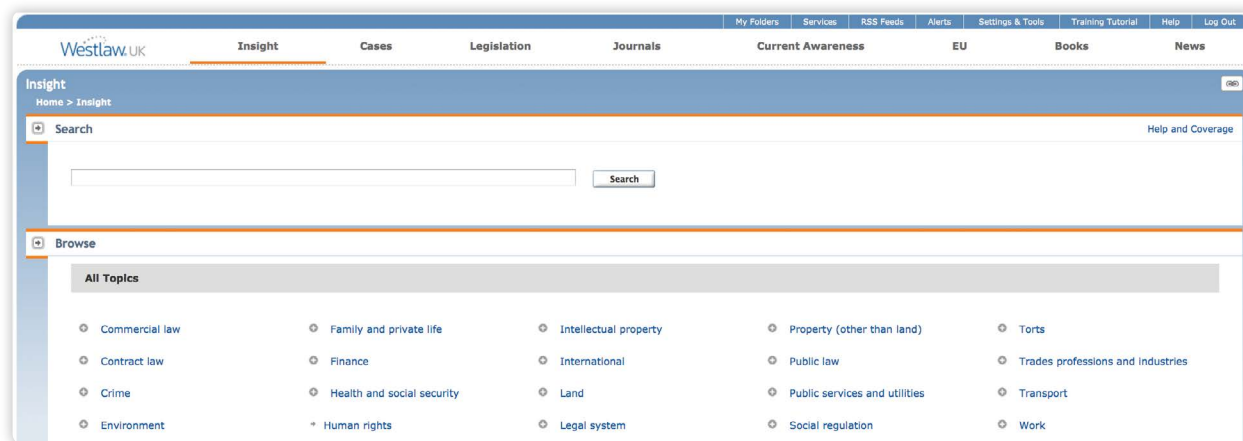 My Folders Services RSS Feeds Alerts Settings & Tools Training Tutorial Help Log Out
Westlaw.UK Insight Cases Legislation Journals Current Awareness EU Books News
Insight
Home > Insight
Search Help and Coverage
Search
Browse
All Topics
Commercial law Family and private life Intellectual property Property (other than land) Torts
Contract law Finance International Public law Trades professions and industries
Crime Health and social security Land Public services and utilities Transport
Environment Human rights Legal system Social regulation Work